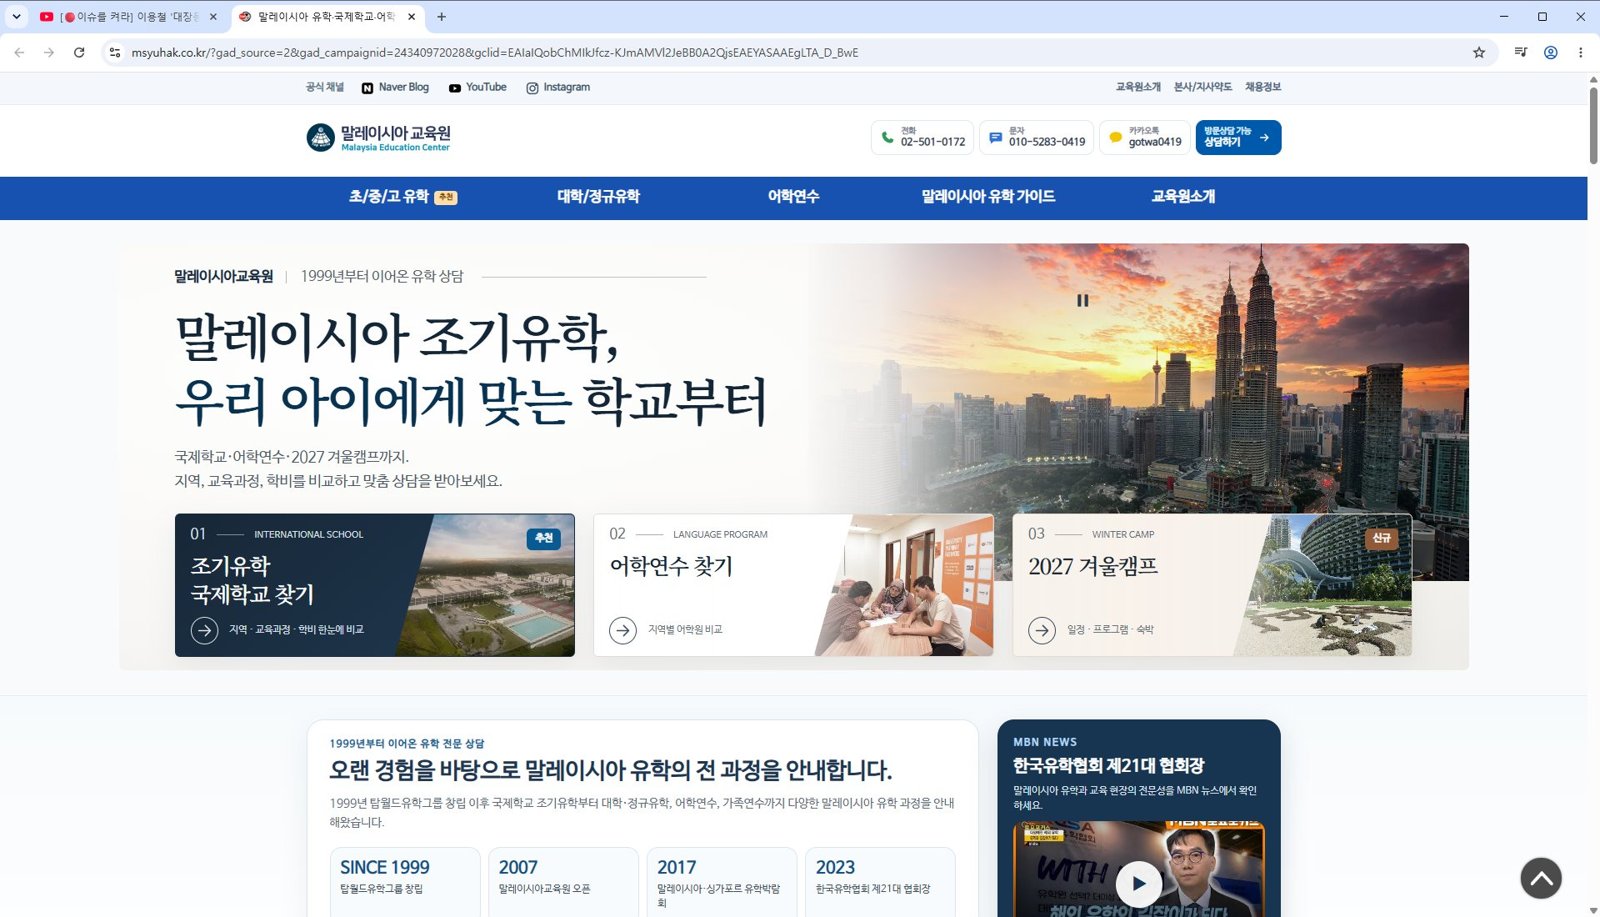 [🔴이슈를 켜라] 이용철 '대장동
말레이시아 유학·국제학교·어학
msyuhak.co.kr/?gad_source=2&gad_campaignid=24340972028&gclid=EAIaIQobChMIkJfcz-KJmAMVl2JeBB0A2QjsEAEYASAAEgLTA_D_BwE
공식 채널 Naver Blog YouTube Instagram
교육원소개 본사/지사약도 채용정보
말레이시아 교육원
Malaysia Education Center
전화
02-501-0172
문자
010-5283-0419
카카오톡
gotwa0419
방문상담 가능
상담하기
초/중/고 유학 추천 대학/정규유학 어학연수 말레이시아 유학 가이드 교육원소개
말레이시아교육원 | 1999년부터 이어온 유학 상담
말레이시아 조기유학,
우리 아이에게 맞는 학교부터
국제학교·어학연수·2027 겨울캠프까지.
지역, 교육과정, 학비를 비교하고 맞춤 상담을 받아보세요.
01 INTERNATIONAL SCHOOL
추천
조기유학
국제학교 찾기
지역 · 교육과정 · 학비 한눈에 비교
02 LANGUAGE PROGRAM
어학연수 찾기
지역별 어학원 비교
03 WINTER CAMP
신규
2027 겨울캠프
일정 · 프로그램 · 숙박
1999년부터 이어온 유학 전문 상담
오랜 경험을 바탕으로 말레이시아 유학의 전 과정을 안내합니다.
1999년 탑월드유학그룹 창립 이후 국제학교 조기유학부터 대학·정규유학, 어학연수, 가족연수까지 다양한 말레이시아 유학 과정을 안내
해왔습니다.
SINCE 1999
탑월드유학그룹 창립
2007
말레이시아교육원 오픈
2017
말레이시아·싱가포르 유학박람
회
2023
한국유학협회 제21대 협회장
MBN NEWS
한국유학협회 제21대 협회장
말레이시아 유학과 교육 현장의 전문성을 MBN 뉴스에서 확인
하세요.